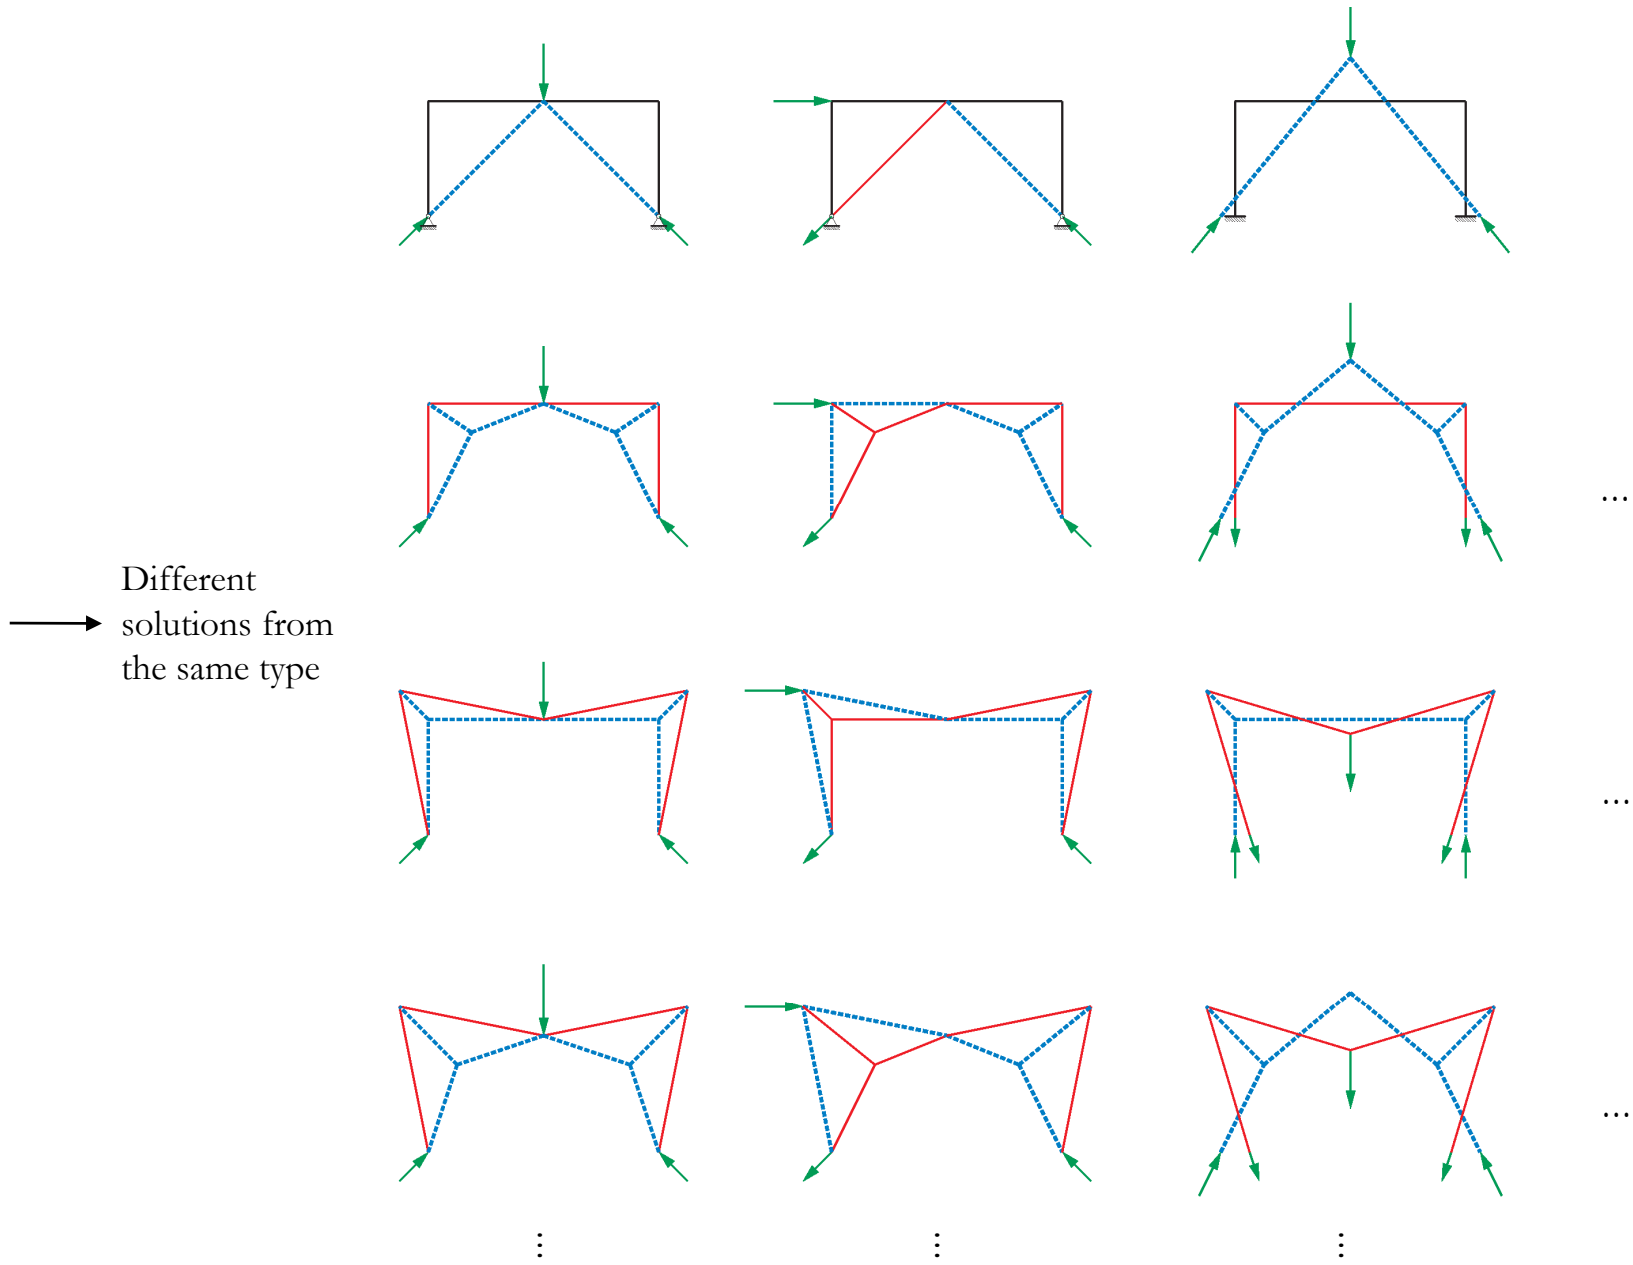 ...
Different
solutions from
the same type
...
...